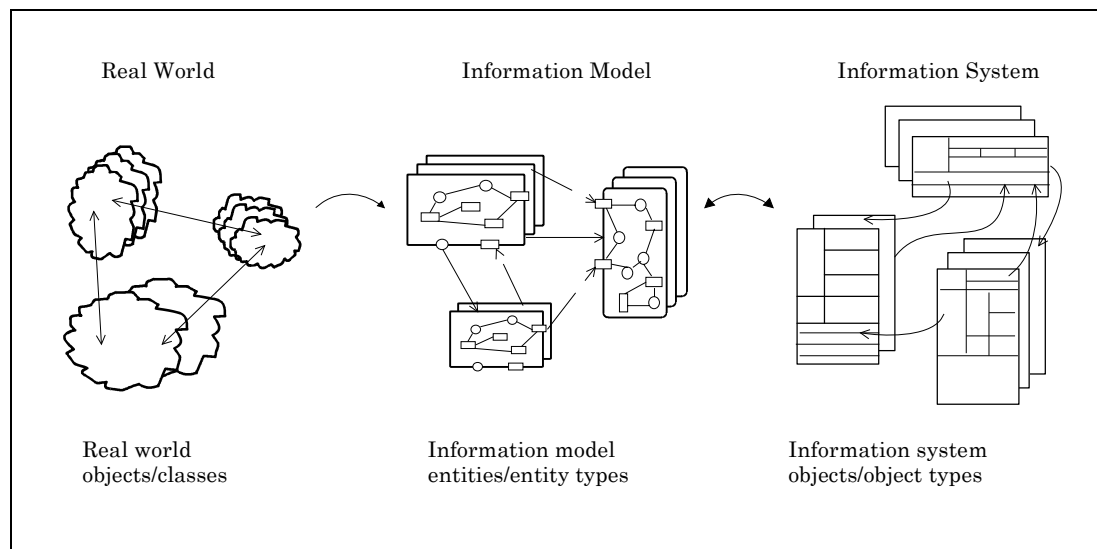 Real World
Information Model
Information System
Real world
objects/classes
Information model
entities/entity types
Information system
objects/object types